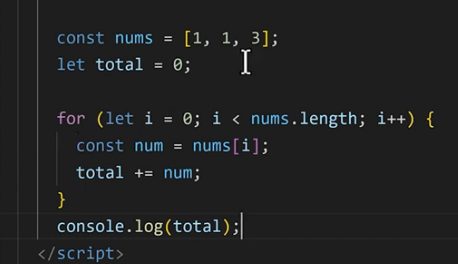 const nums = [1, 1, 3];
let total = 0;
for (let i = 0; i < nums.length; i++) {
const num = nums[i];
total += num;
}
console.log(total);
</script>